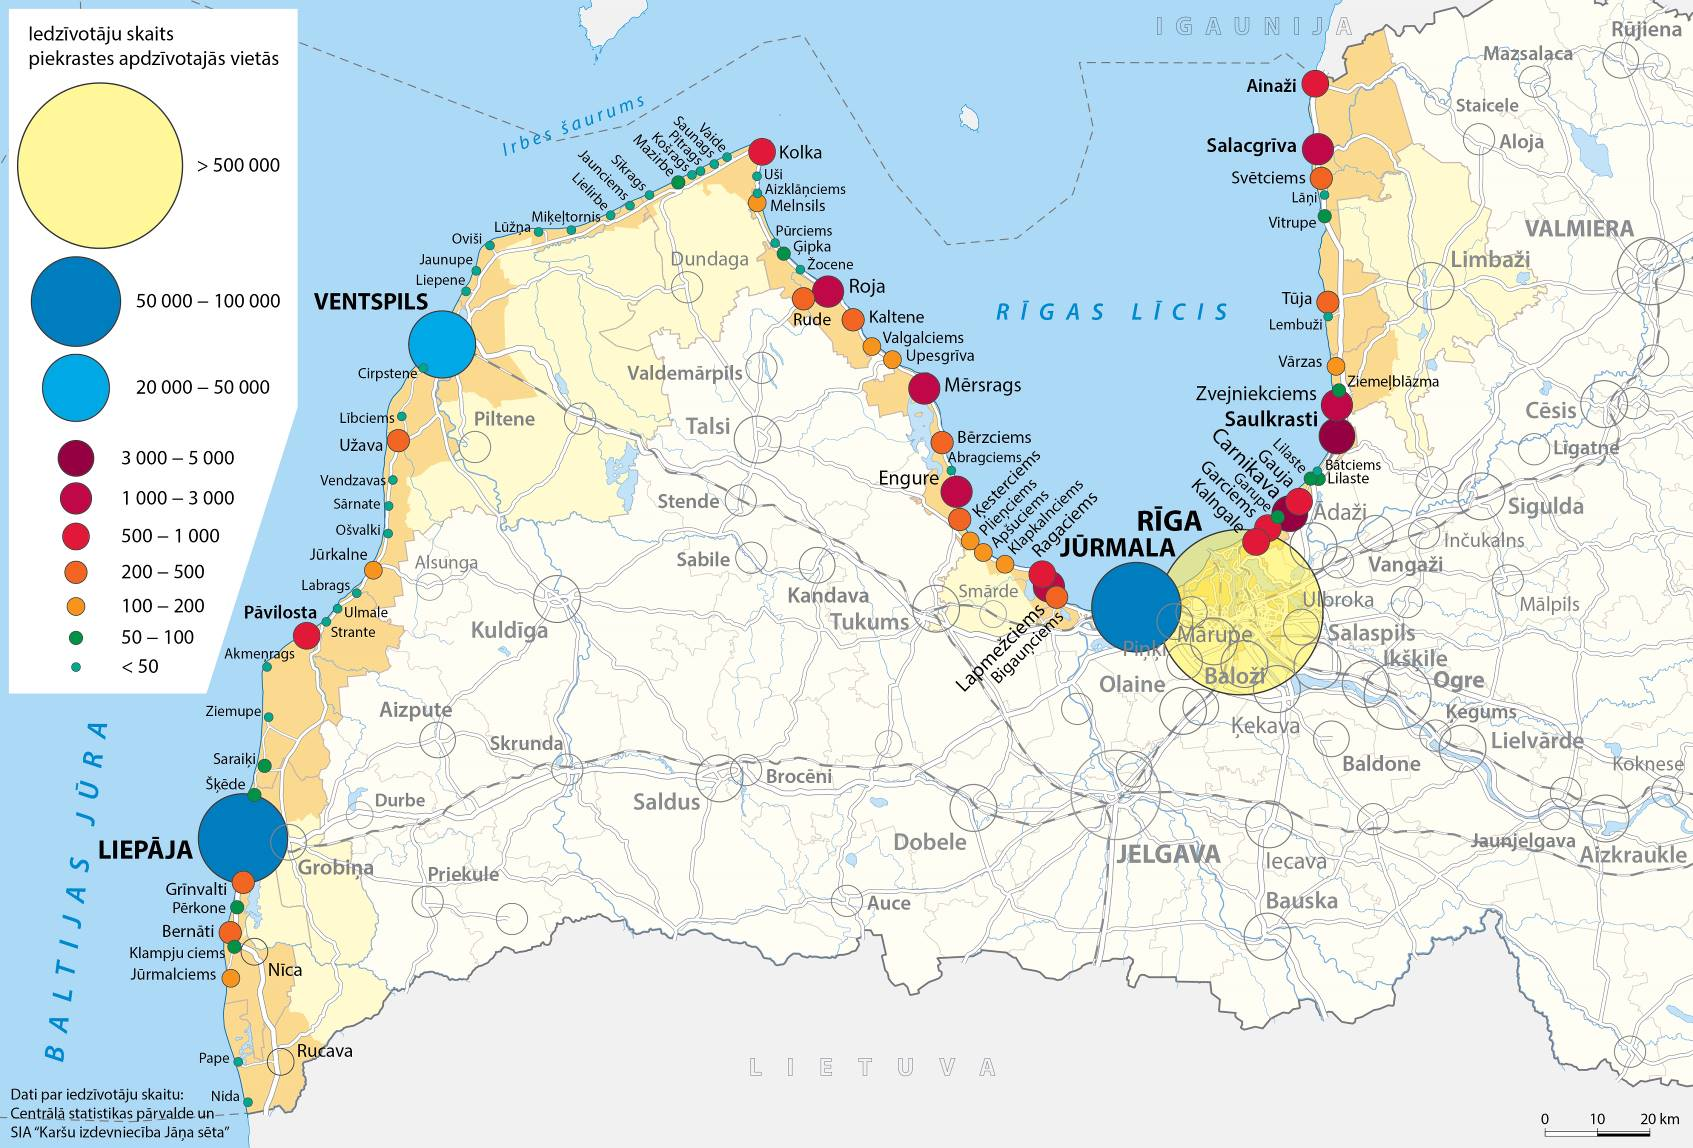 Iedzīvotāju skaits
piekrastes apdzīvotajās vietās
> 500 000
50 000 – 100 000
20 000 – 50 000
3 000 – 5 000
1 000 – 3 000
500 – 1 000
200 – 500
100 – 200
50 – 100
< 50
IGAUNIJA
Rūjiena
Mazsalaca
Ainaži
Staicele
Aloja
Salacgrīva
Svētciems
Lāņi
Vitrupe
VALMIERA
Limbaži
Tūja
Lembuži
Vārzas
Ziemeļblāzma
Zvejniekciems
Saulkrasti
Cēsis
Līgatne
Lilaste
Bātciems
Lilaste
Gauja
Carnikava
Garupe
Garciems
Kalngale
Ādaži
Sigulda
Inčukalns
Vangaži
Mālpils
Irbes šaurums
Vaide
Saunags
Pitrags
Košrags
Mazirbe
Sīkrags
Jaunciems
Lielirbe
Miķeļtornis
Lūžņa
Oviši
Jaunupe
Liepene
Kolka
Uši
Aizklāņciems
Melnsils
Pūrciems
Ģipka
Žocene
Roja
Rude
Kaltene
Valgalciems
Upesgrīva
Mērsrags
Bērzciems
Abragciems
Engure
Ķesterciems
Plieņciems
Apšuciems
Klapkalnciems
Ragaciems
Lapmežciems
Bigauņciems
RĪGAS LĪCIS
Dundaga
VENTSPILS
Cirpstene
Valdemārpils
Piltene
Talsi
Lībciems
Užava
Vendzavas
Sārnate
Ošvalki
Jūrkalne
Labrags
Ulmale
Strante
Pāvilosta
Akmeņrags
Ziemupe
Saraiķi
Šķēde
Stende
Sabile
Kandava
Alsunga
Kuldīga
Smārde
Tukums
RĪGA
JŪRMALA
Ulbroka
Mārupe
Piņķi
Salaspils
Ikšķile
Ogre
Baloži
Olaine
Ķekava
Ķegums
Lielvārde
Baldone
Koknese
Jaunjelgava
Aizkraukle
Aizpute
Skrunda
Brocēni
Saldus
Durbe
Dobele
JELGAVA
Iecava
Bauska
Auce
Priekule
Grobiņa
LIEPĀJA
Grīnvalti
Pērkone
Bernāti
Klampju ciems
Jūrmalciems
Nīca
Rucava
Pape
Nida
BALTIJAS JŪRA
LIETUVA
Dati par iedzīvotāju skaitu:
Centrālā statistikas pārvalde un
SIA “Karšu izdevniecība Jāņa sēta”
0 10 20 km